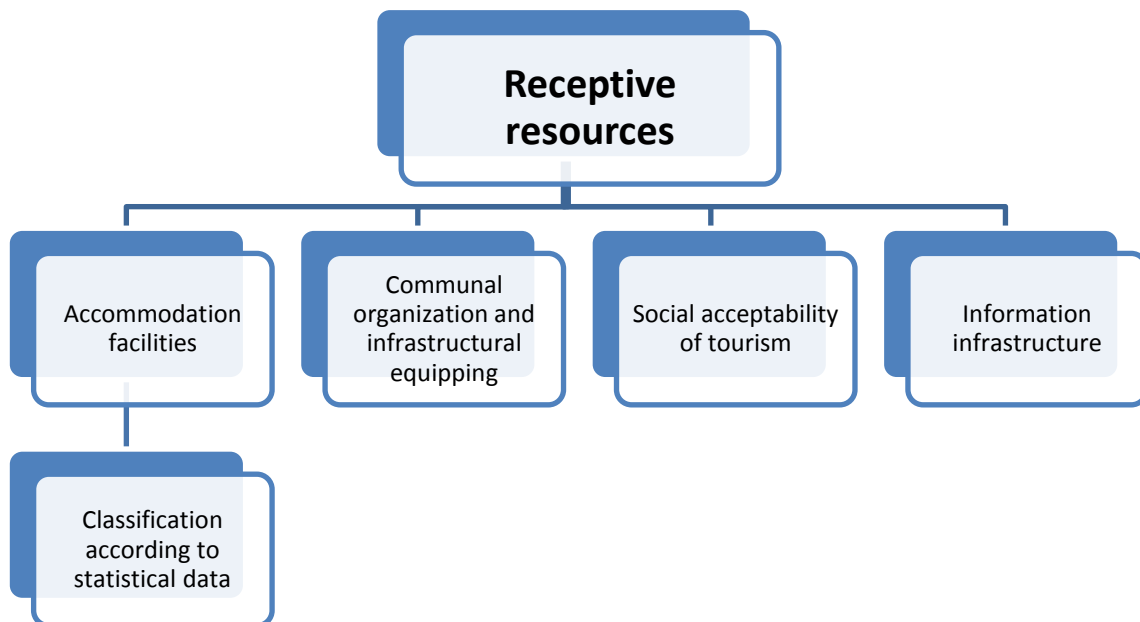 Receptive
resources
Accommodation
facilities
Communal
organization and
infrastructural
equipping
Social acceptability
of tourism
Information
infrastructure
Classification
according to
statistical data